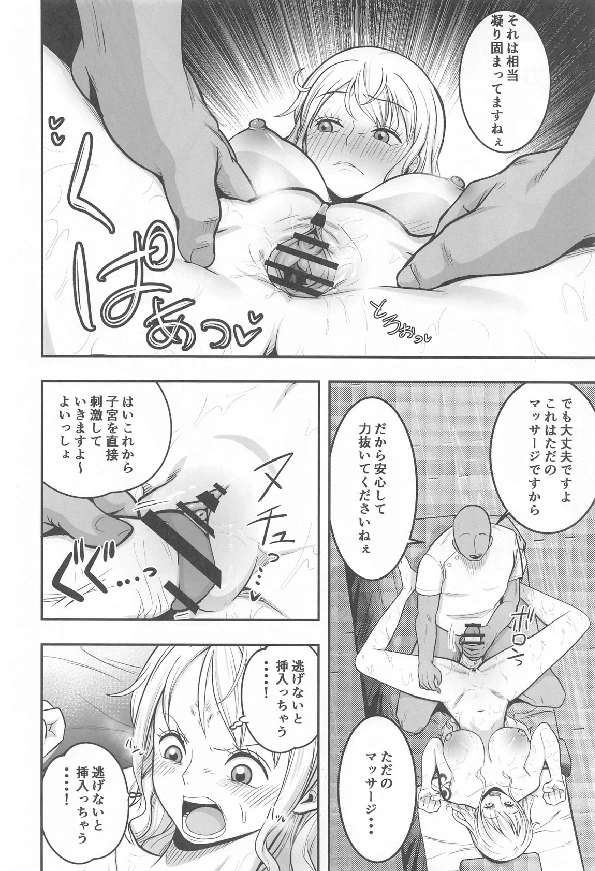 それは相当
凝り固まってますねぇ
くぱぁっ
とろぉっ
でも大丈夫ですよ
これはただの
マッサージですから
だから安心して
力抜いてくださいねぇ
ボロン
ただの
マッサージ・・・
はいこれから
子宮を直接
刺激して
いきますよ～
よいっしょ
ヌチュっ…
ぐぐ…っ
逃げないと
挿入っちゃう
・・・・！
逃げないと
挿入っちゃう
・・・・！